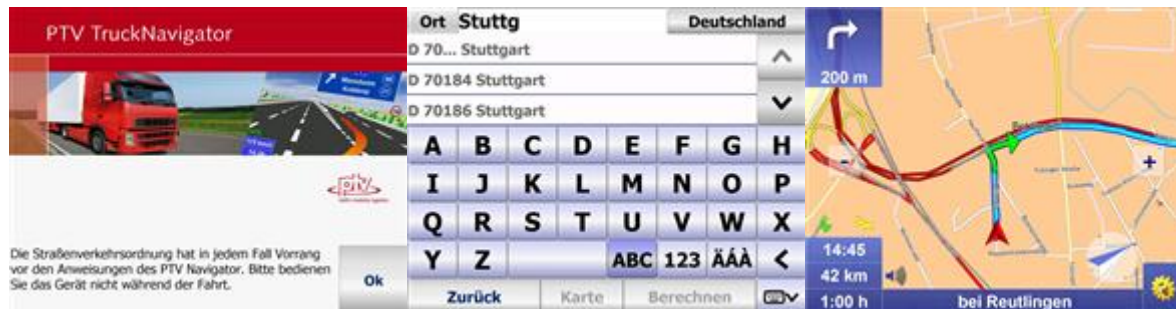 PTV TruckNavigator
ptv
Die Straßenverkehrsordnung hat in jedem Fall Vorrang
vor den Anweisungen des PTV Navigator. Bitte bedienen
Sie das Gerät nicht während der Fahrt.
Ok
Ort Stuttg Deutschland
D 70... Stuttgart
D 70184 Stuttgart
D 70186 Stuttgart
A B C D E F G H
I J K L M N O P
Q R S T U V W X
Y Z ABC 123 ÄÁÀ <
Zurück Karte Berechnen
200 m
- +
14:45
42 km
1:00 h bei Reutlingen